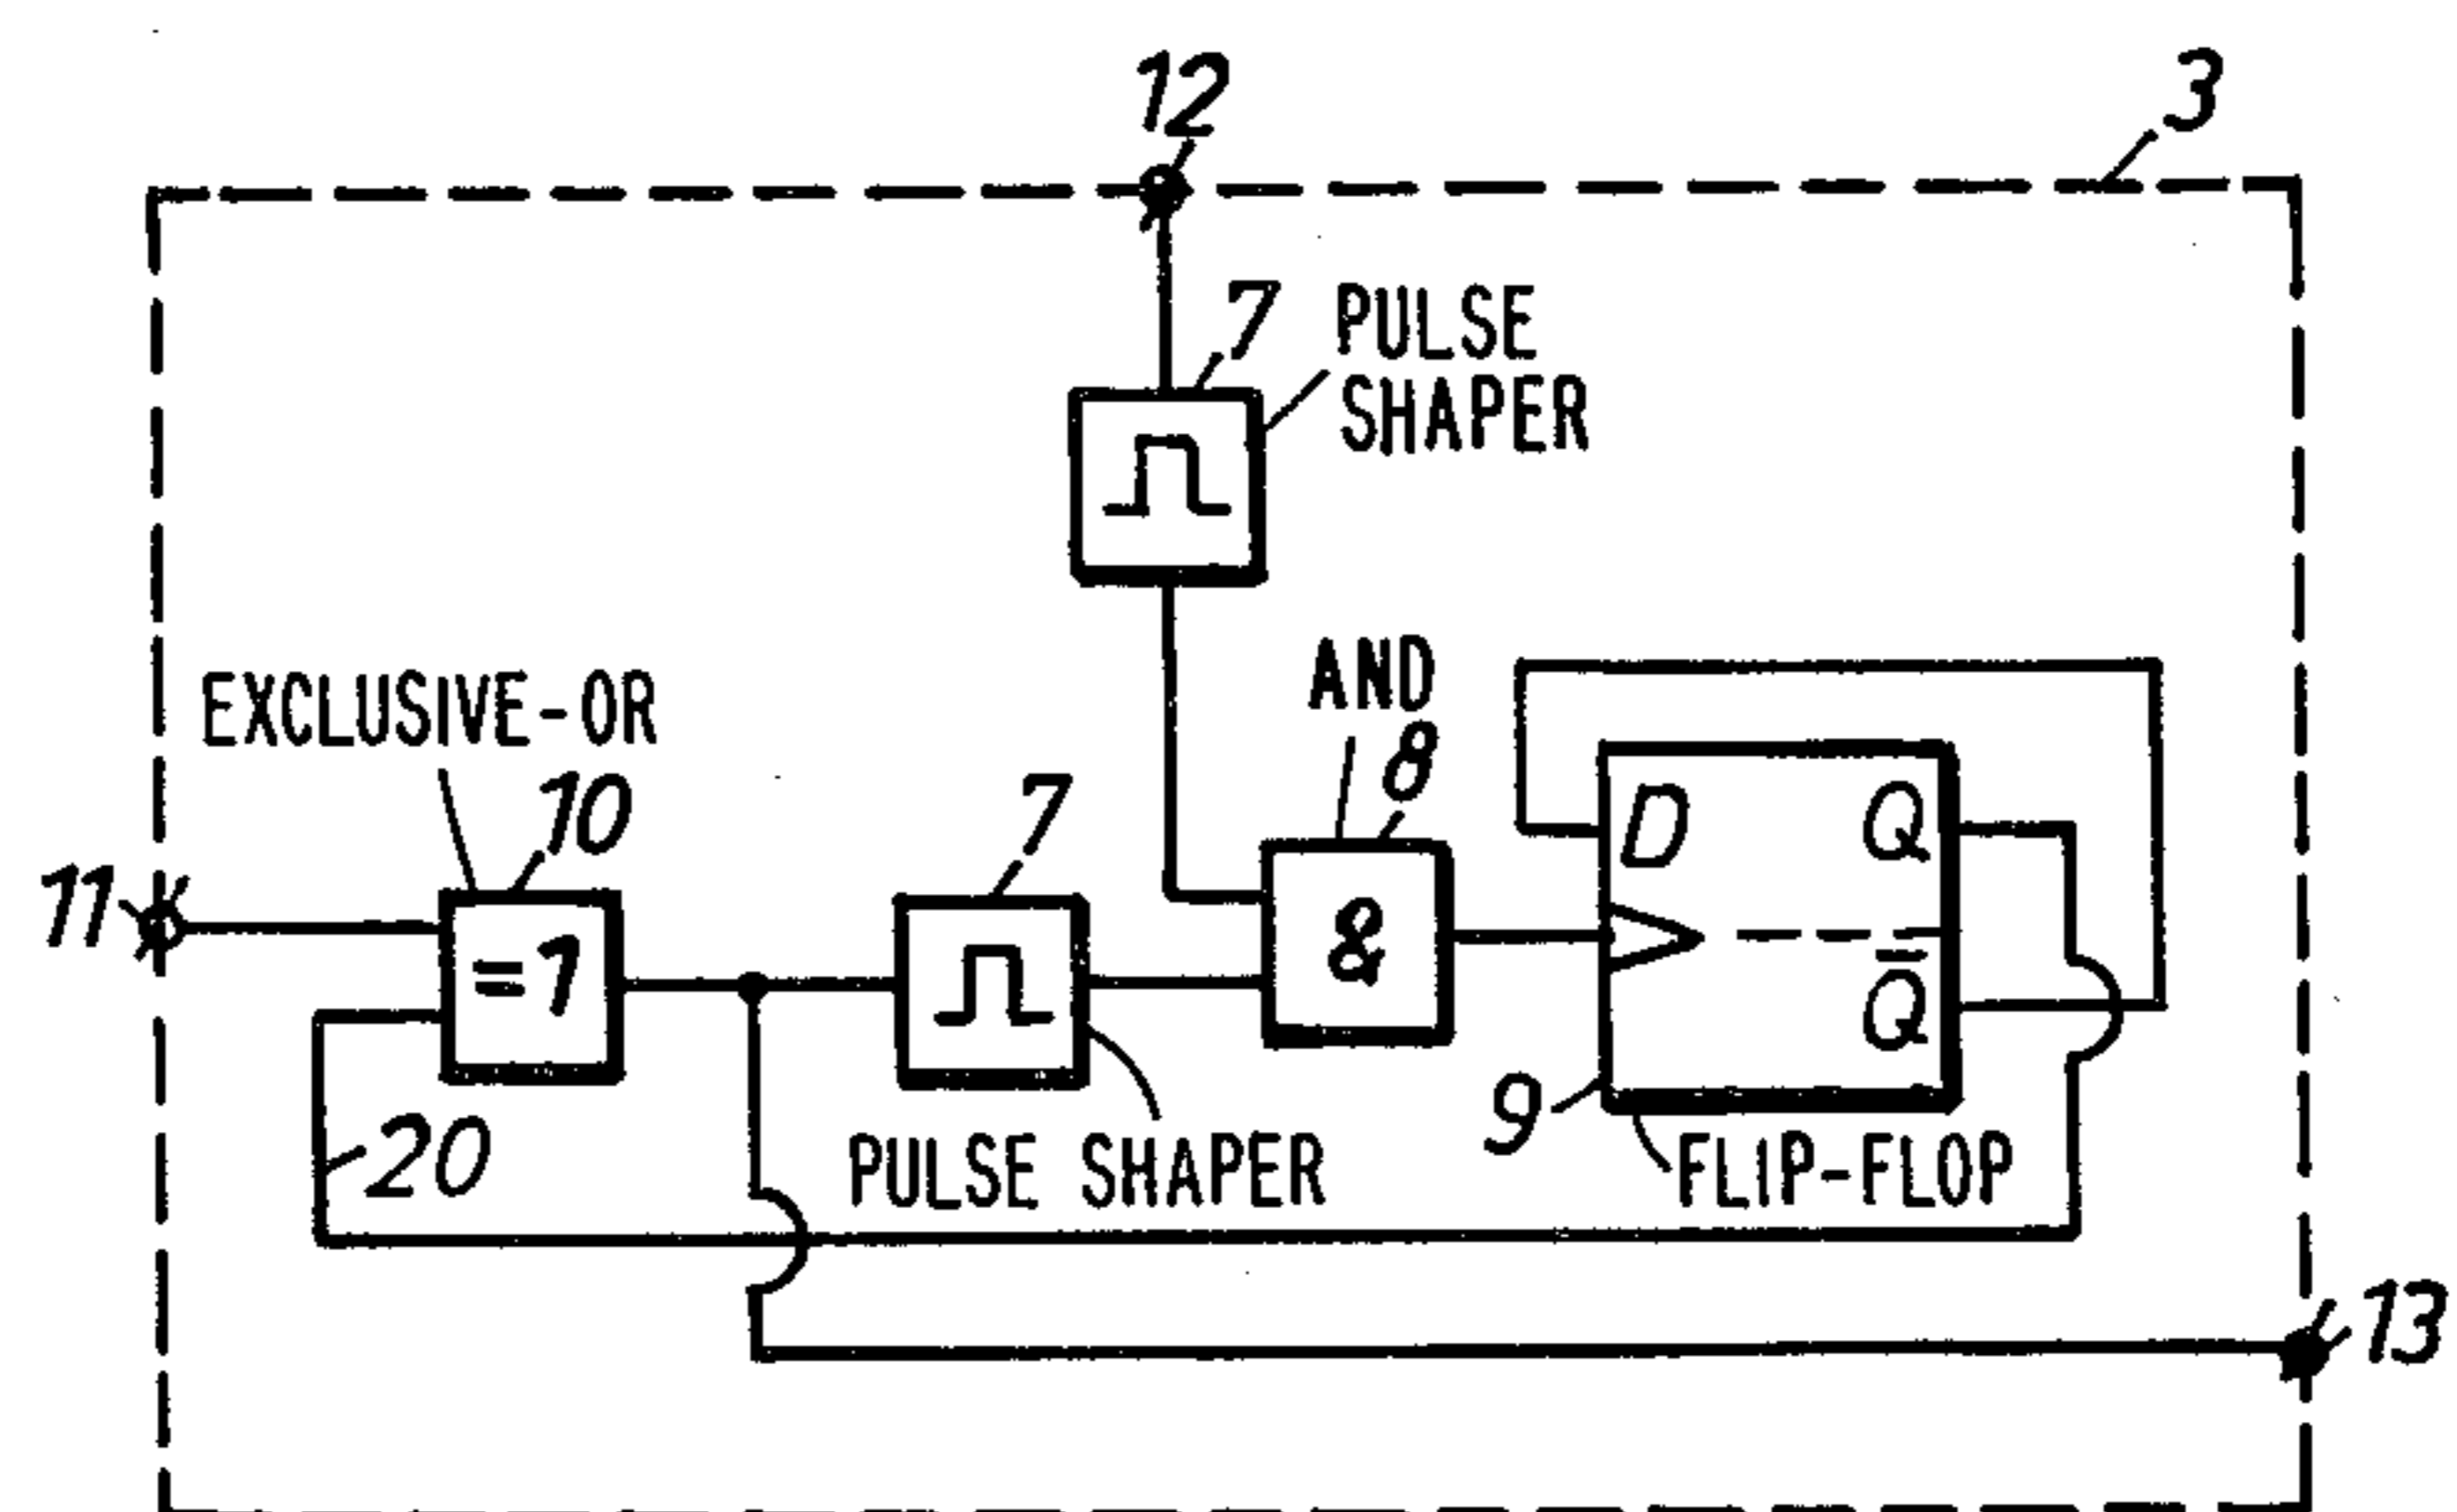 12
3
7
PULSE
SHAPER
AND
8
EXCLUSIVE-OR
10
7
11
=1
&
D
Q
Q̅
9
20
PULSE SHAPER
FLIP-FLOP
13